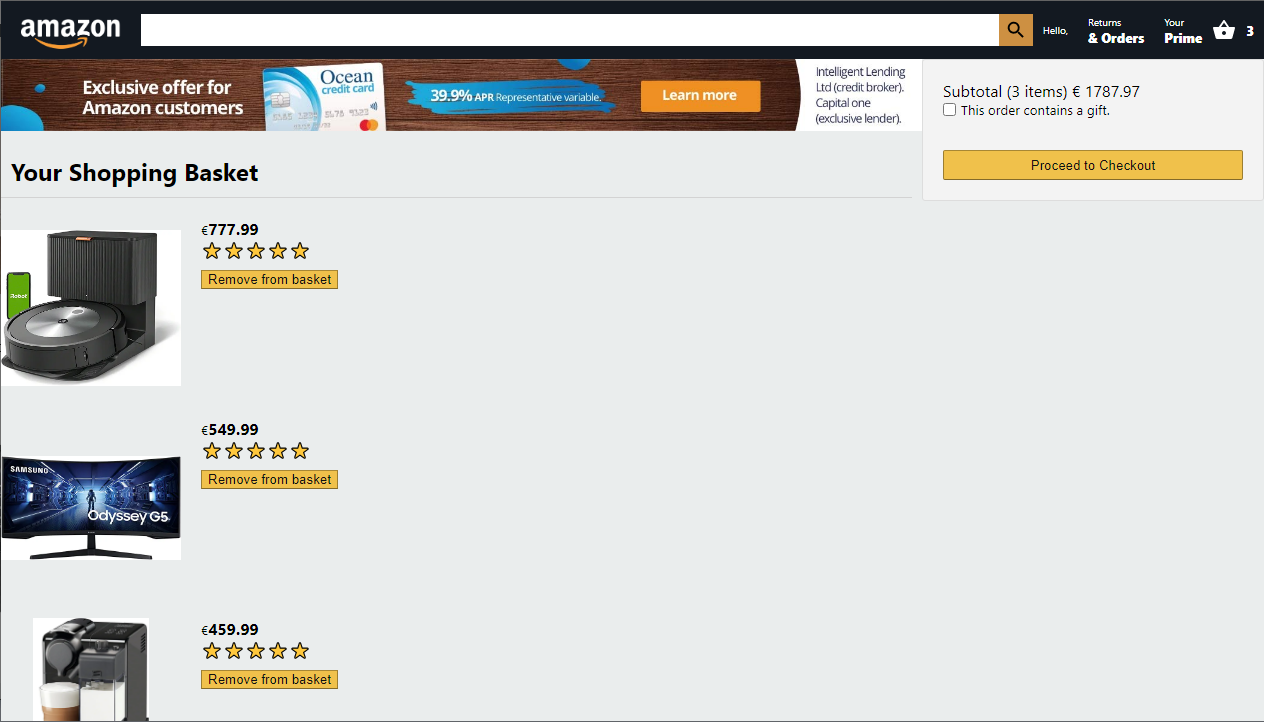 amazon
Hello,
Returns
& Orders
Your
Prime
3
Exclusive offer for
Amazon customers
Ocean
credit card
39.9% APR Representative variable.
Learn more
Intelligent Lending
Ltd (credit broker).
Capital one
(exclusive lender).
Subtotal (3 items) € 1787.97
This order contains a gift.
Proceed to Checkout
Your Shopping Basket
€777.99
Remove from basket
€549.99
Remove from basket
SAMSUNG
Odyssey G5
€459.99
Remove from basket